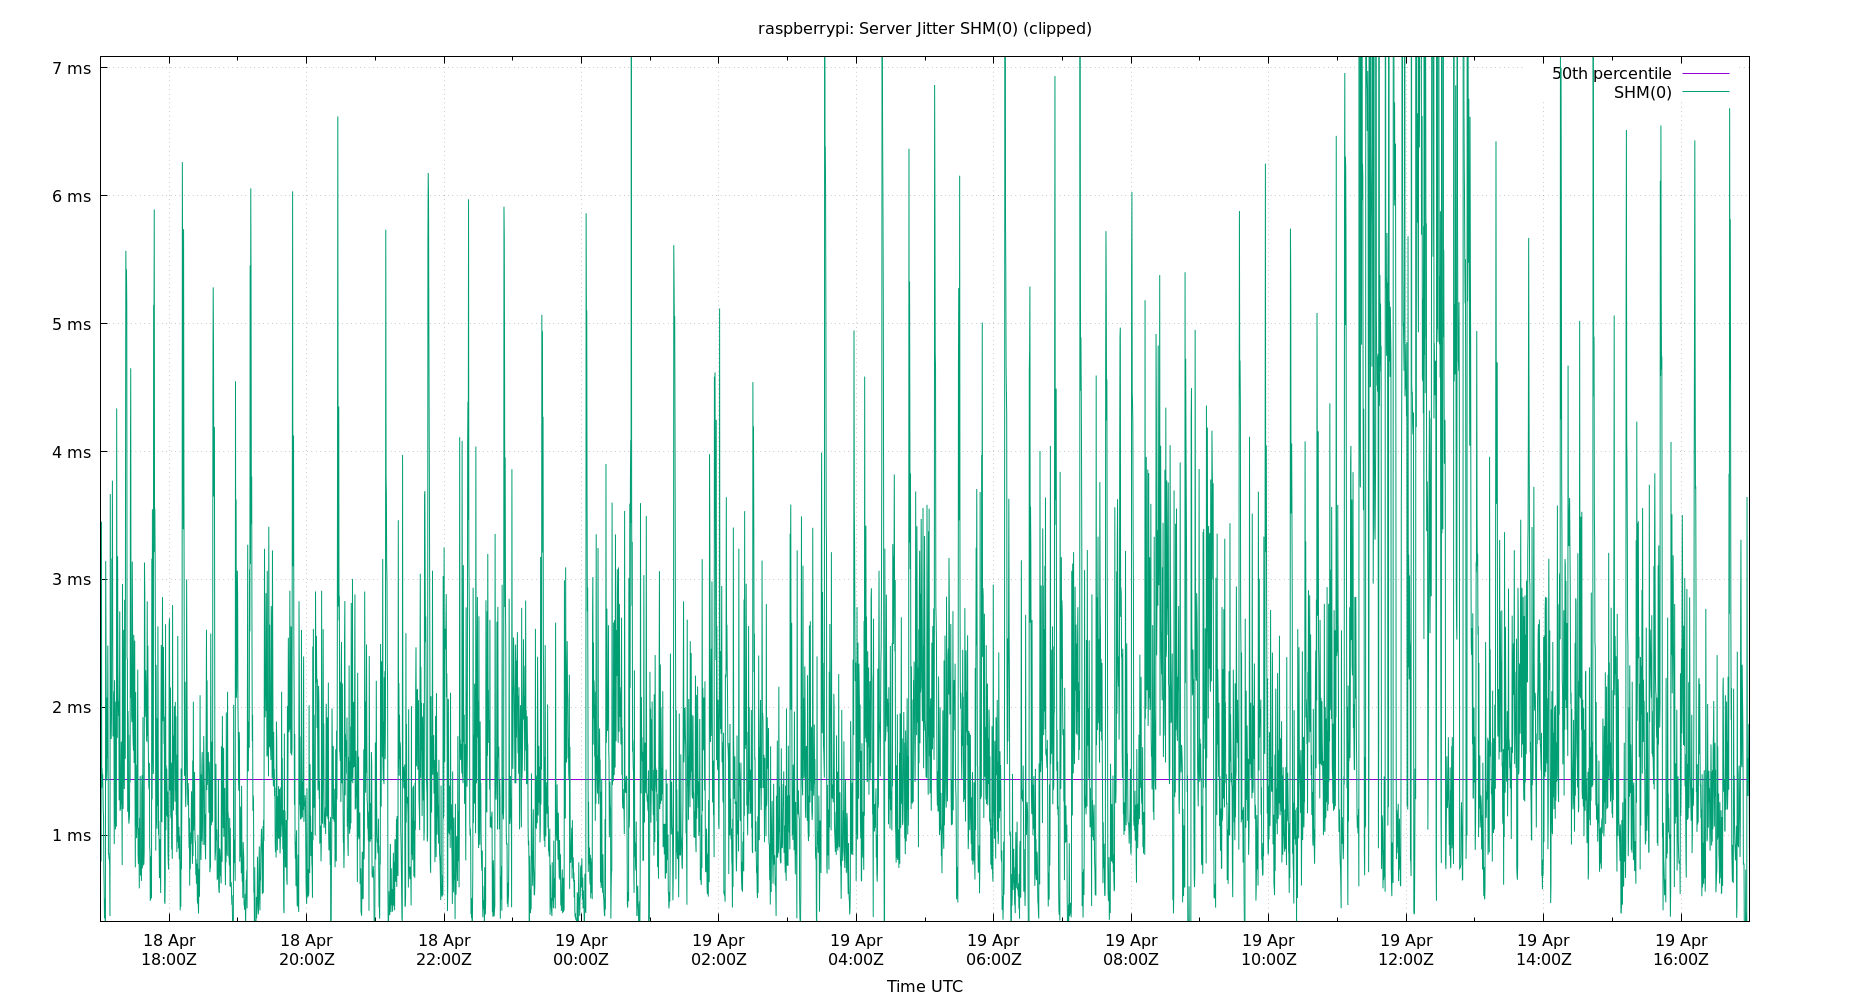 raspberrypi: Server Jitter SHM(0) (clipped)
7 ms
6 ms
5 ms
4 ms
3 ms
2 ms
1 ms
50th percentile
SHM(0)
18 Apr 18 Apr 18 Apr 19 Apr 19 Apr 19 Apr 19 Apr 19 Apr 19 Apr 19 Apr 19 Apr 19 Apr
18:00Z 20:00Z 22:00Z 00:00Z 02:00Z 04:00Z 06:00Z 08:00Z 10:00Z 12:00Z 14:00Z 16:00Z
Time UTC